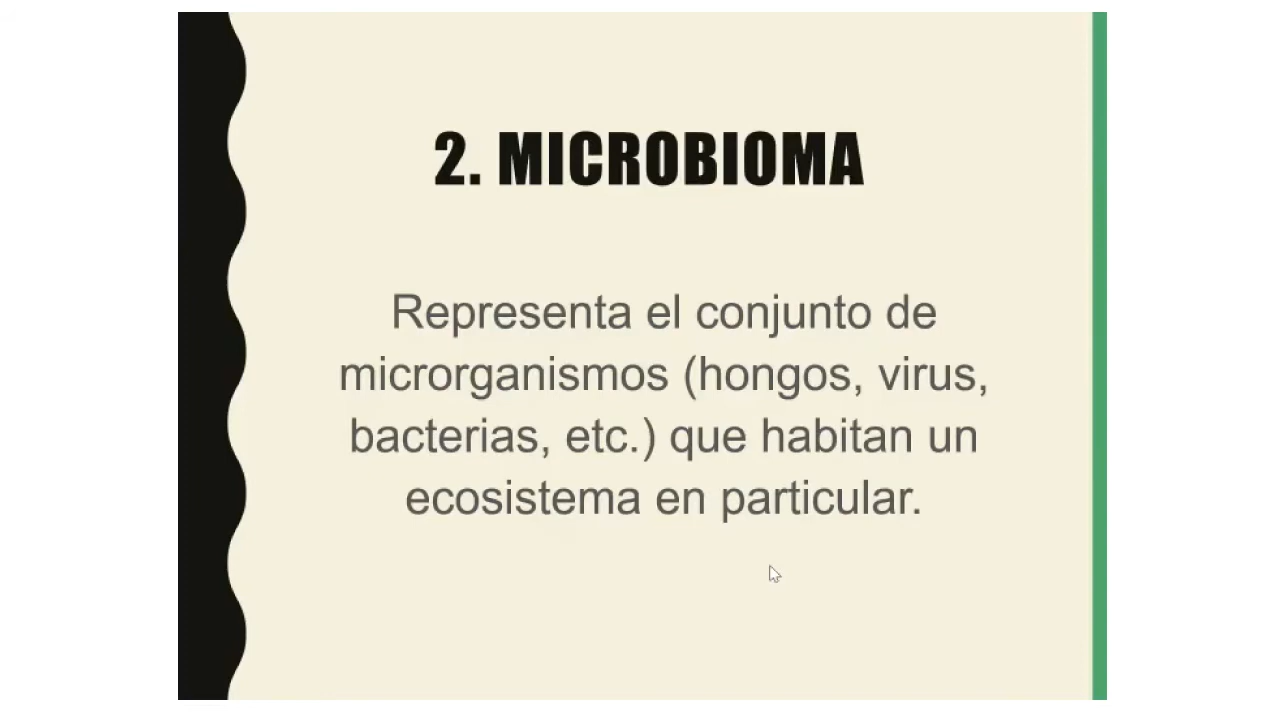 2. MICROBIOMA
Representa el conjunto de
microrganismos (hongos, virus,
bacterias, etc.) que habitan un
ecosistema en particular.